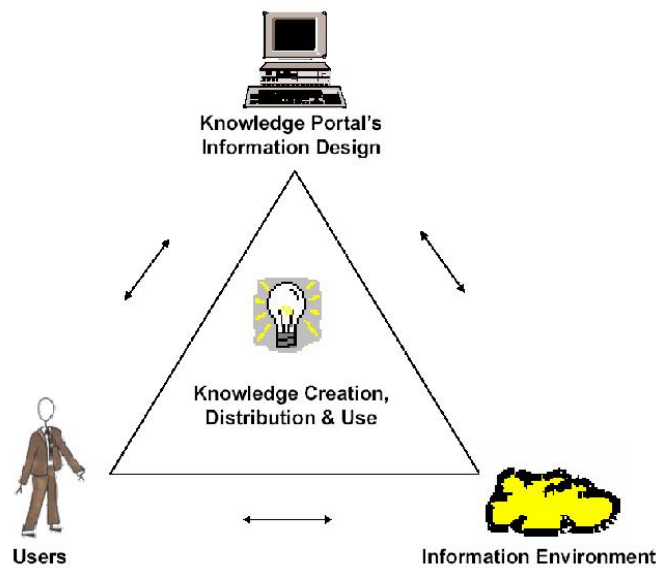 Knowledge Portal's
Information Design
Knowledge Creation,
Distribution & Use
Users
Information Environment